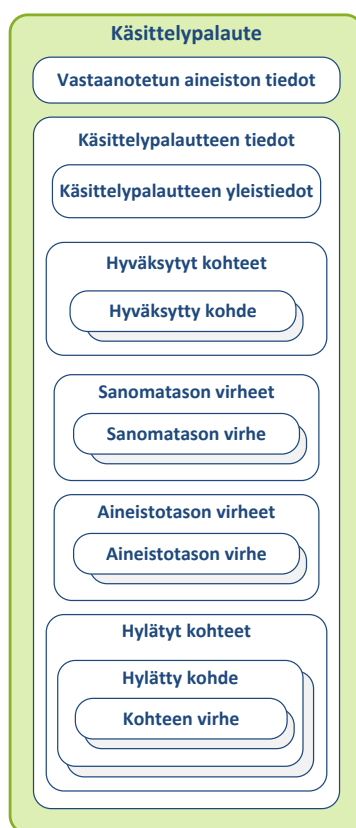 Käsittelypalaute
Vastaanotetun aineiston tiedot
Käsittelypalautteen tiedot
Käsittelypalautteen yleistiedot
Hyväksytyt kohteet
Hyväksytty kohde
Sanomatason virheet
Sanomatason virhe
Aineistotason virheet
Aineistotason virhe
Hylätyt kohteet
Hylätty kohde
Kohteen virhe